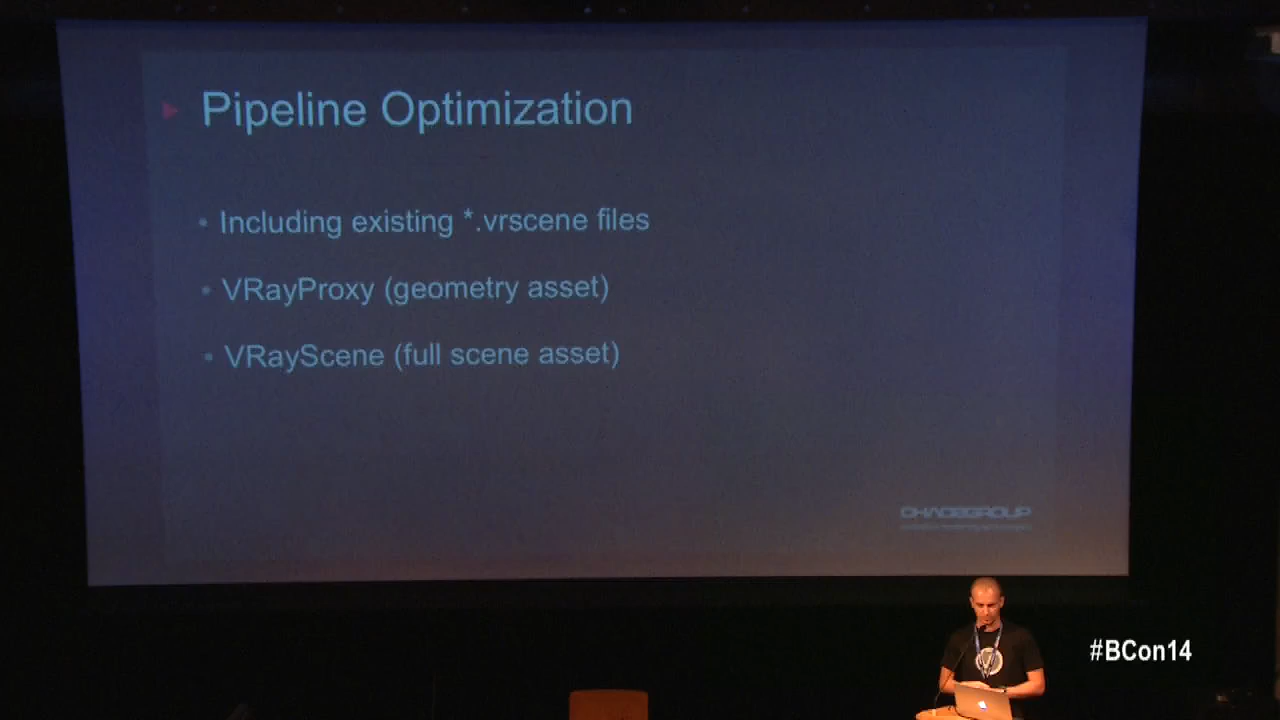 Pipeline Optimization
• Including existing *.vrscene files
• VRayProxy (geometry asset)
• VRayScene (full scene asset)
CHAOSGROUP
#BCon14